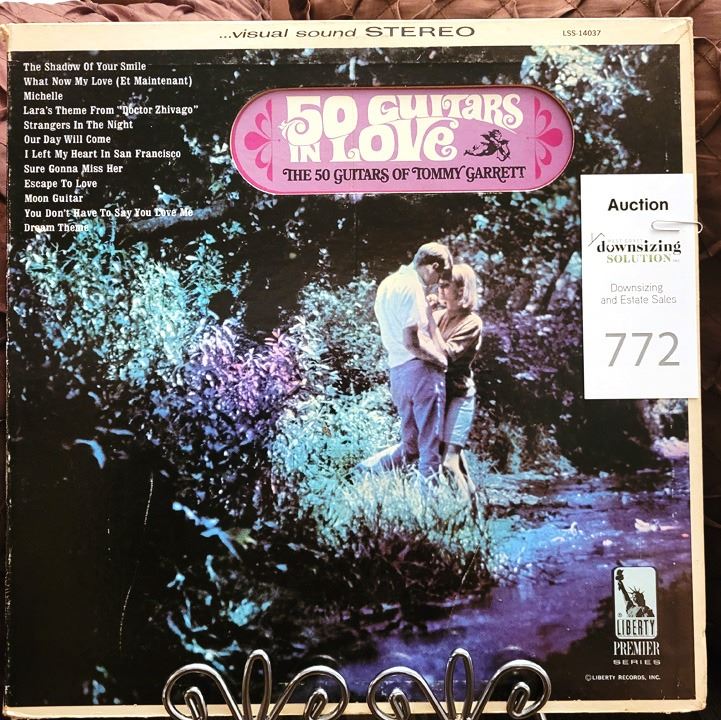 ...visual sound STEREO
LSS-14037
The Shadow Of Your Smile
What Now My Love (Et Maintenant)
Michelle
Lara's Theme From "Doctor Zhivago"
Strangers In The Night
Our Day Will Come
I Left My Heart In San Francisco
Sure Gonna Miss Her
Escape To Love
Moon Guitar
You Don't Have To Say You Love Me
Dream Theme
50 GUITARS
IN LOVE
THE 50 GUITARS OF TOMMY GARRETT
Auction
downsizing
SOLUTION
Downsizing
and Estate Sales
772
LIBERTY
PREMIER
SERIES
©LIBERTY RECORDS, INC.